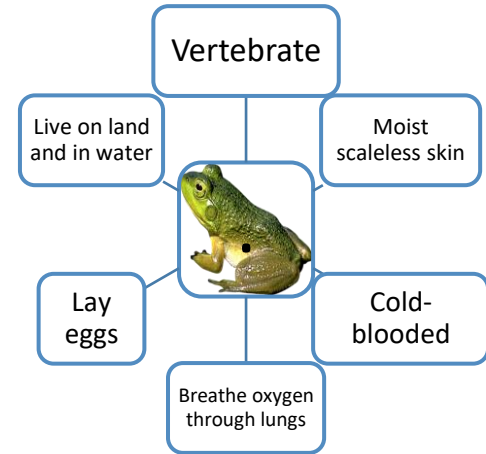 Vertebrate
Live on land
and in water
Moist
scaleless skin
Lay
eggs
Cold-
blooded
Breathe oxygen
through lungs